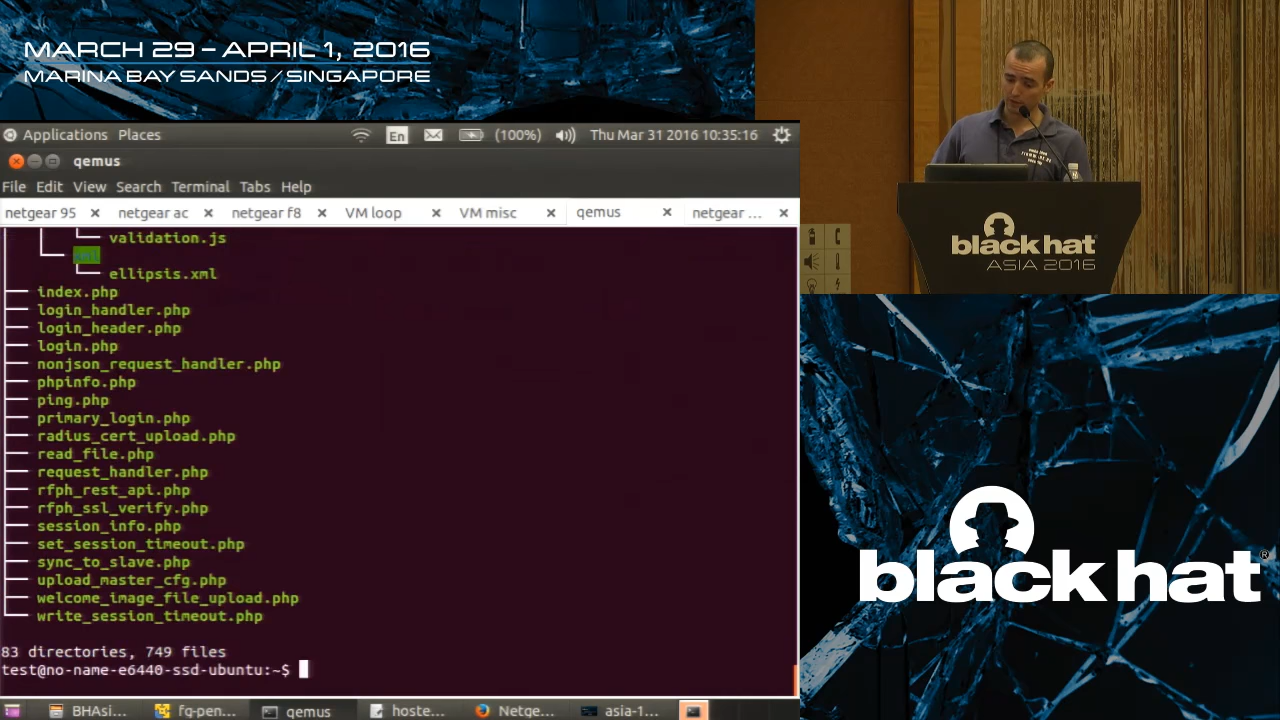 MARCH 29 – APRIL 1, 2016
MARINA BAY SANDS / SINGAPORE
Applications Places En (100%) Thu Mar 31 2016 10:35:16
qemus
File Edit View Search Terminal Tabs Help
netgear 95 netgear ac netgear f8 VM loop VM misc qemus netgear ...
validation.js
ellipsis.xml
index.php
login_handler.php
login_header.php
login.php
nonjson_request_handler.php
phpinfo.php
ping.php
primary_login.php
radius_cert_upload.php
read_file.php
request_handler.php
rfph_rest_api.php
rfph_ssl_verify.php
session_info.php
set_session_timeout.php
sync_to_slave.php
upload_master_cfg.php
welcome_image_file_upload.php
write_session_timeout.php
83 directories, 749 files
test@no-name-e6440-ssd-ubuntu:~$
BHAsi... fq-pen... qemus hoste... Netge... asia-1...
black hat
ASIA 2016
black hat®